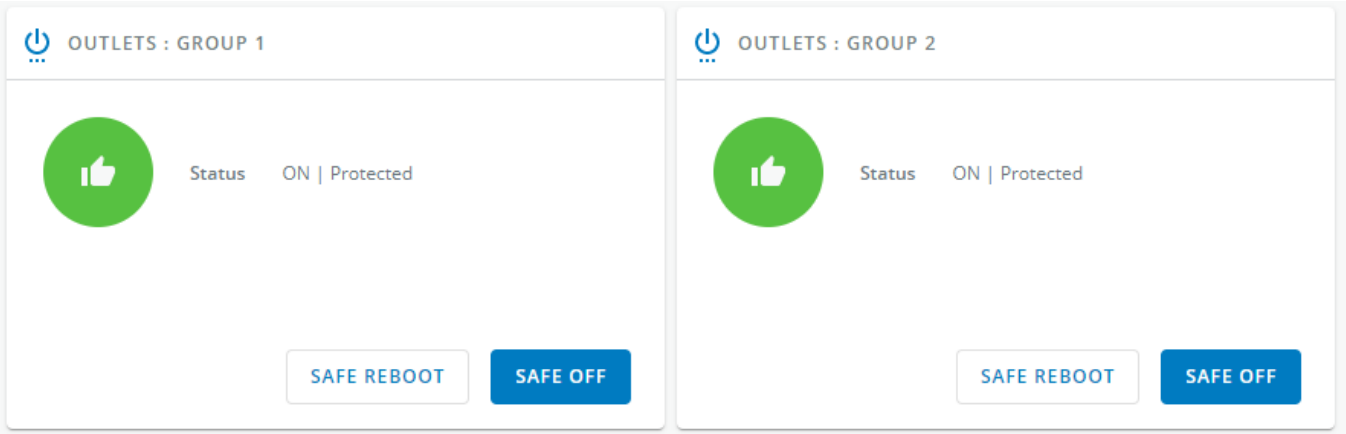 OUTLETS : GROUP 1
Status ON | Protected
SAFE REBOOT SAFE OFF
OUTLETS : GROUP 2
Status ON | Protected
SAFE REBOOT SAFE OFF